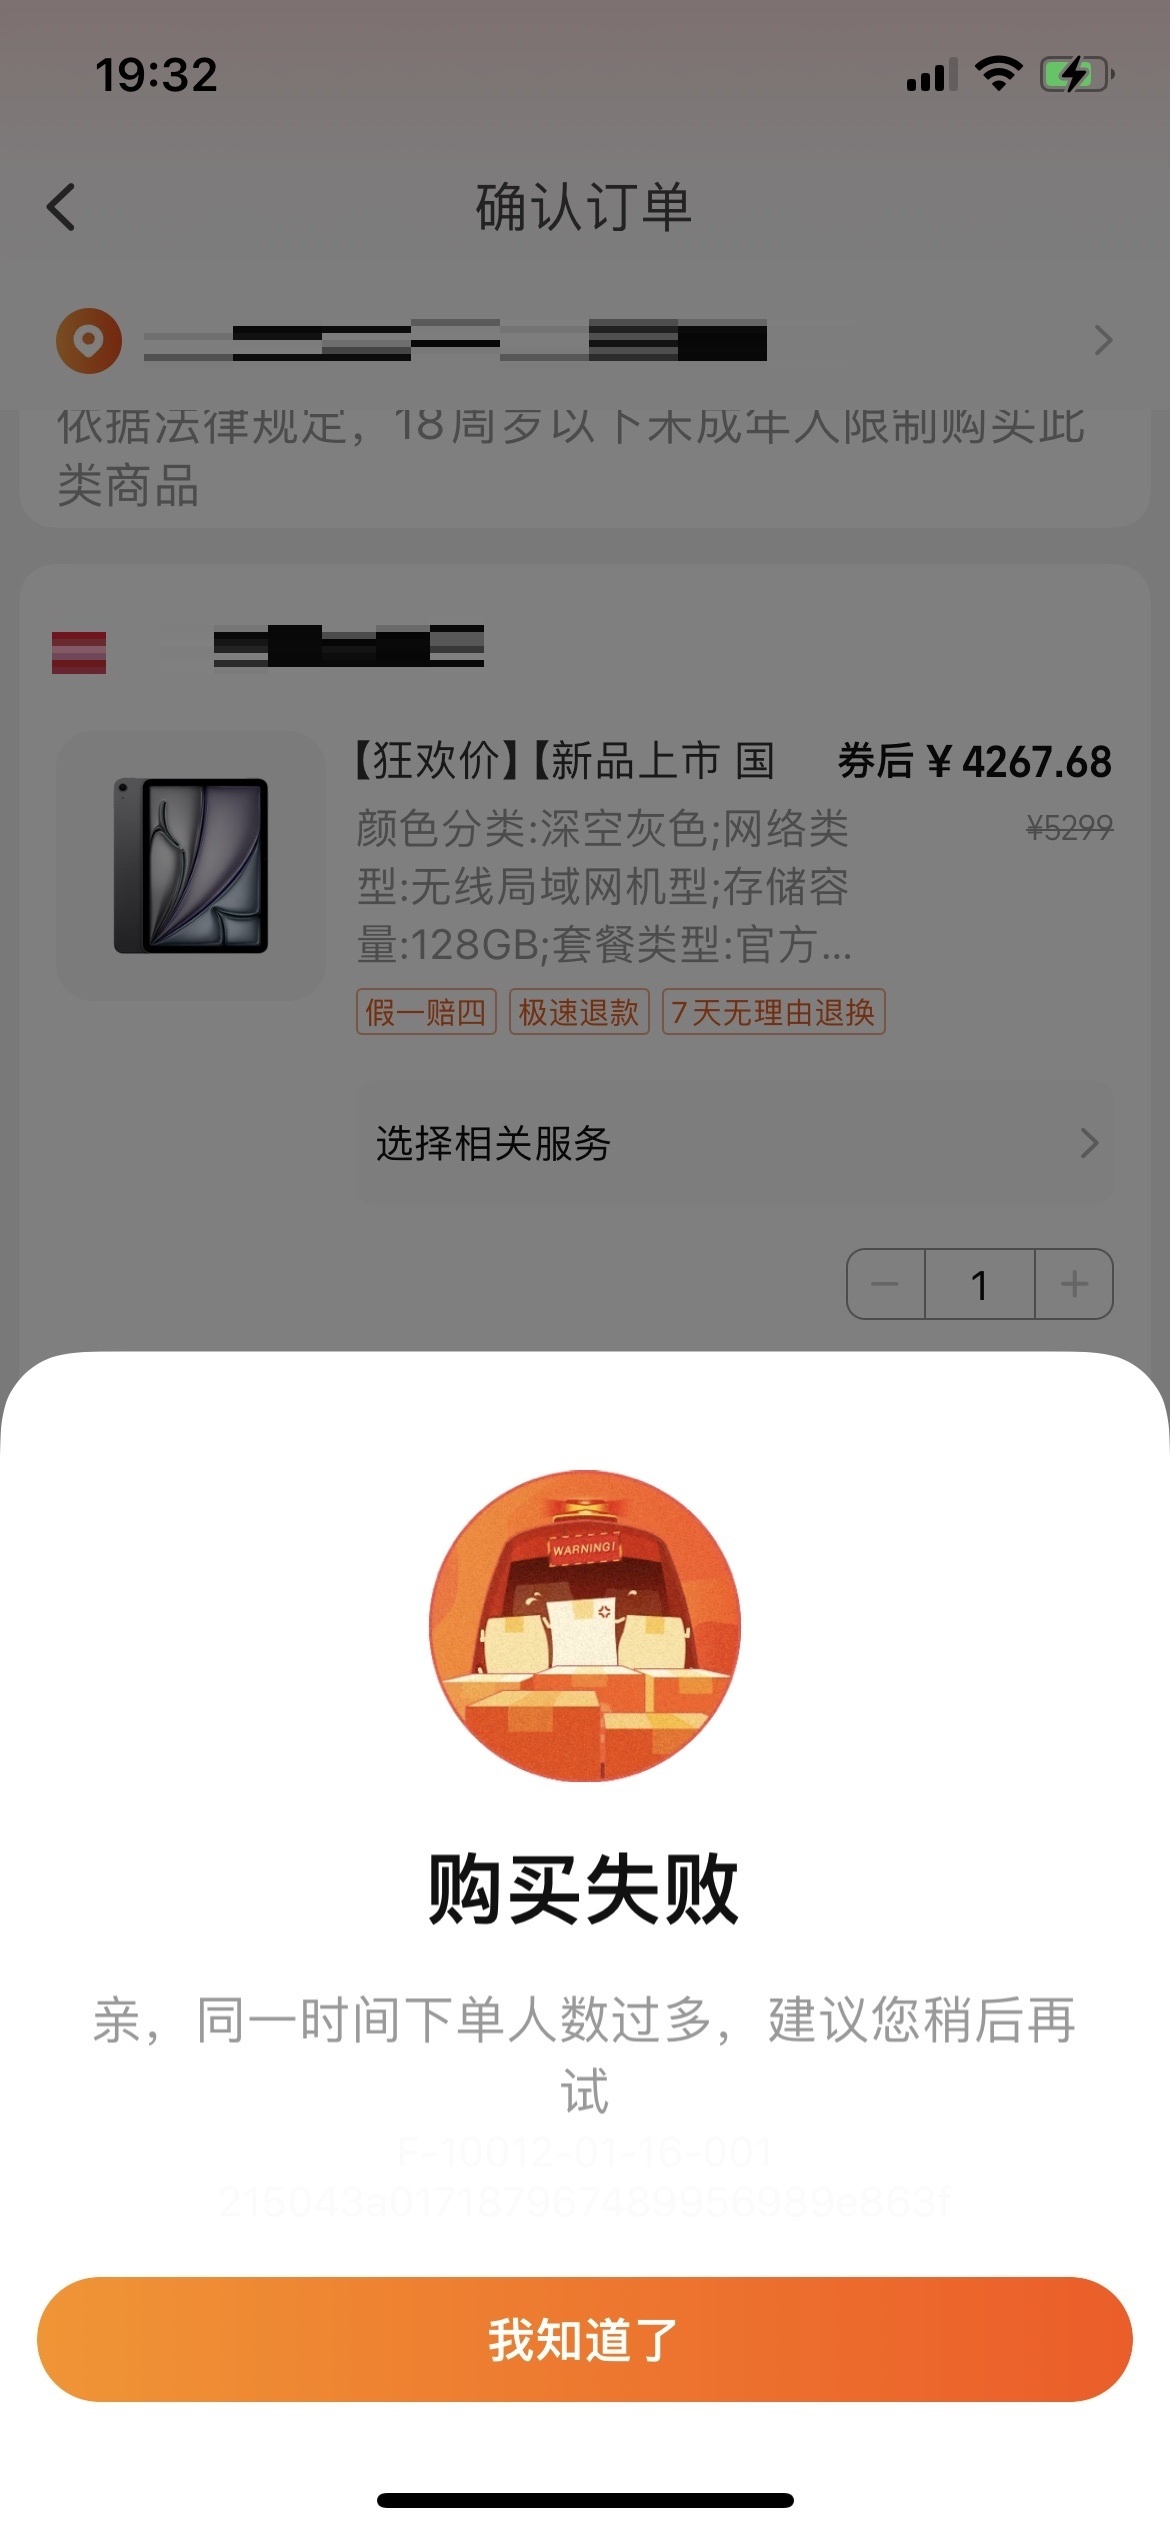 19:32
确认订单
依据法律规定，18周岁以下未成年人限制购买此
类商品
【狂欢价】【新品上市 国
券后 ¥ 4267.68
颜色分类:深空灰色;网络类
¥5299
型:无线局域网机型;存储容
量:128GB;套餐类型:官方...
假一赔四 极速退款 7天无理由退换
选择相关服务
1
WARNING!
购买失败
亲，同一时间下单人数过多，建议您稍后再
试
F-10012-01-16-001
215043a017187967489956989e863f
我知道了